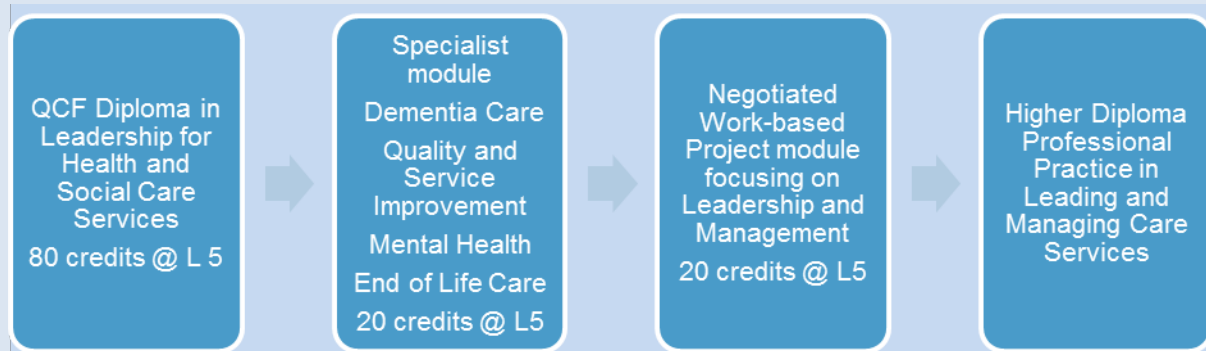 QCF Diploma in
Leadership for
Health and
Social Care
Services
80 credits @ L 5
Specialist
module
Dementia Care
Quality and
Service
Improvement
Mental Health
End of Life Care
20 credits @ L5
Negotiated
Work-based
Project module
focusing on
Leadership and
Management
20 credits @ L5
Higher Diploma
Professional
Practice in
Leading and
Managing Care
Services